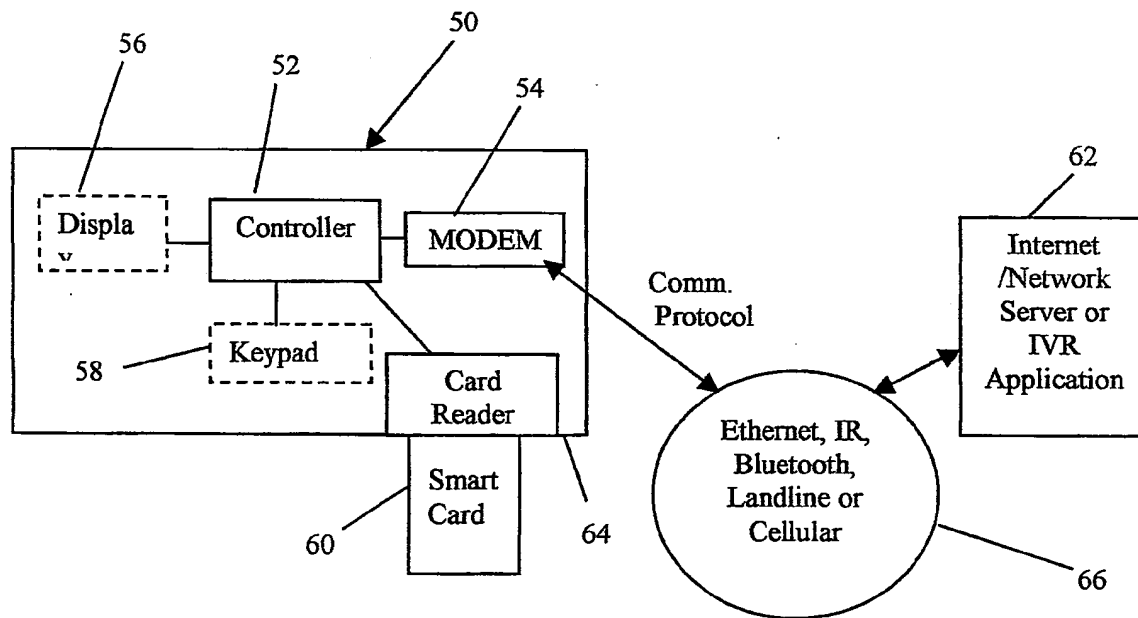 56
52
50
54
62
Displa
y
Controller
MODEM
Internet
/Network
Server or
IVR
Application
Comm.
Protocol
58
Keypad
Card
Reader
Ethernet, IR,
Bluetooth,
Landline or
Cellular
Smart
Card
60
64
66